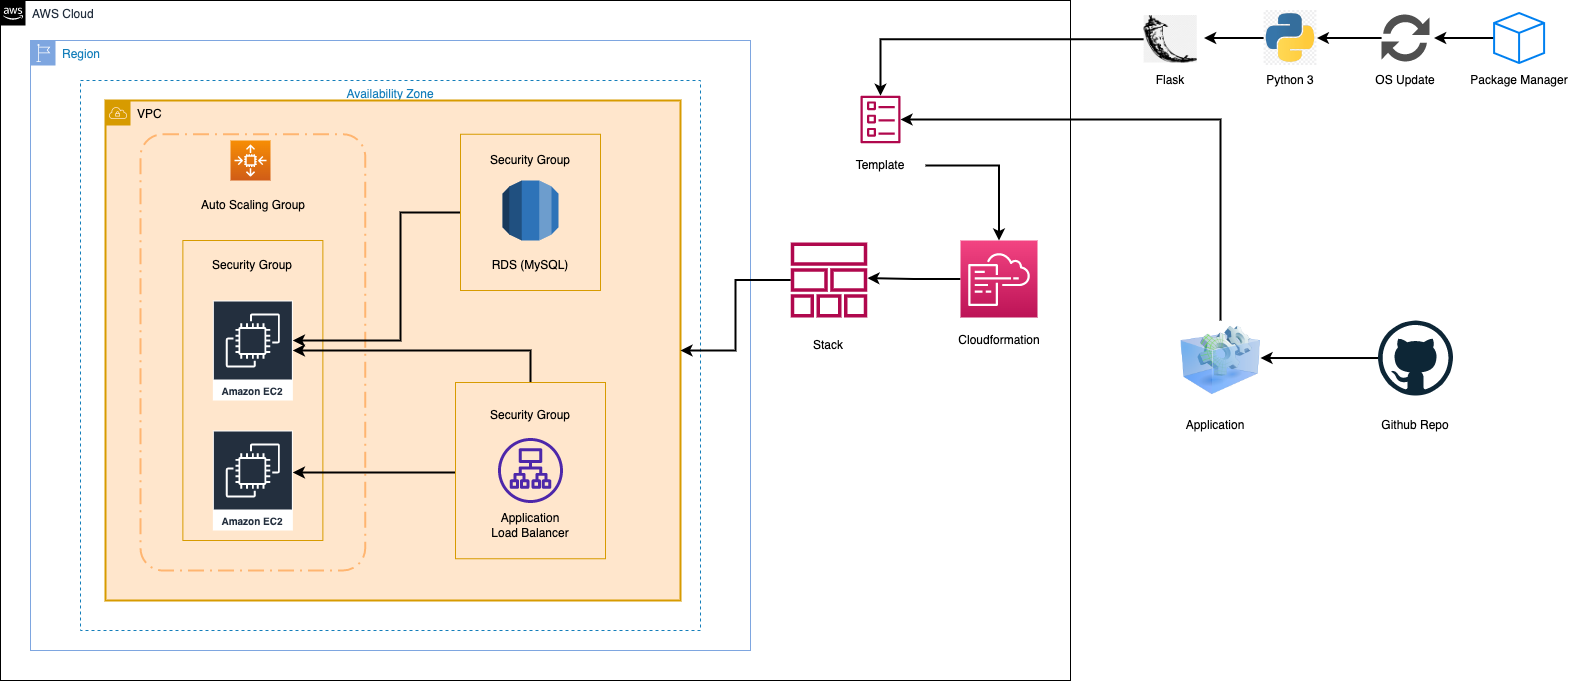 aws
AWS Cloud
Region
Availability Zone
VPC
Auto Scaling Group
Security Group
Amazon EC2
Amazon EC2
Security Group
RDS (MySQL)
Security Group
Application
Load Balancer
Stack
Template
Cloudformation
Flask
Python 3
OS Update
Package Manager
Application
Github Repo